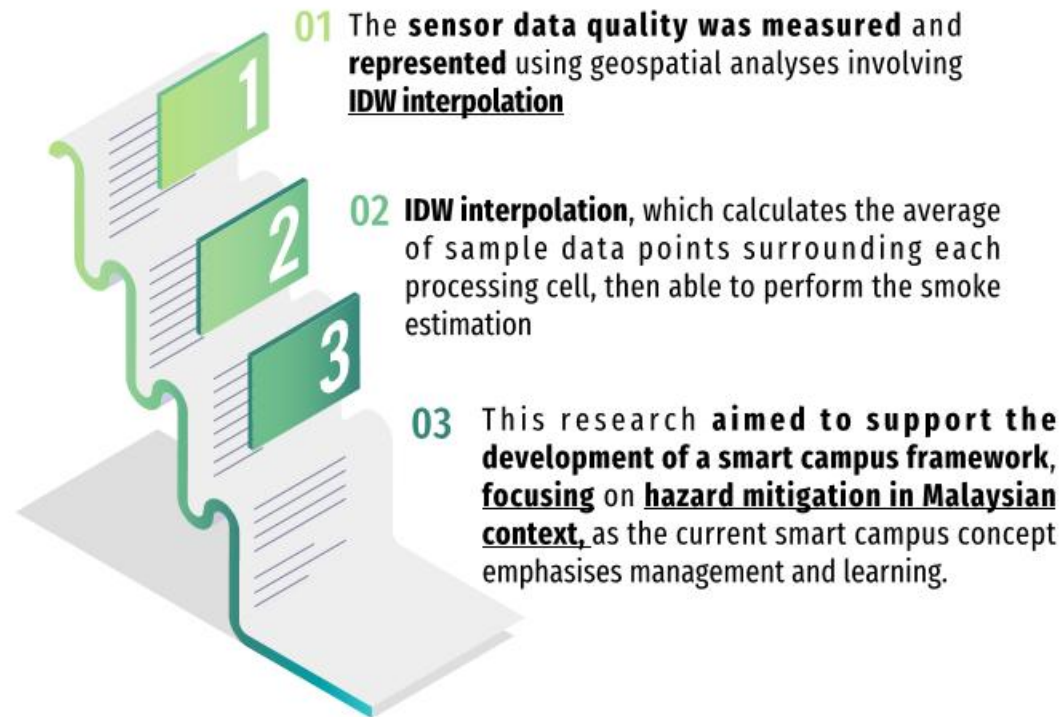 1
01 The sensor data quality was measured and
represented using geospatial analyses involving
IDW interpolation
2
02 IDW interpolation, which calculates the average
of sample data points surrounding each
processing cell, then able to perform the smoke
estimation
3
03 This research aimed to support the
development of a smart campus framework,
focusing on hazard mitigation in Malaysian
context, as the current smart campus concept
emphasises management and learning.